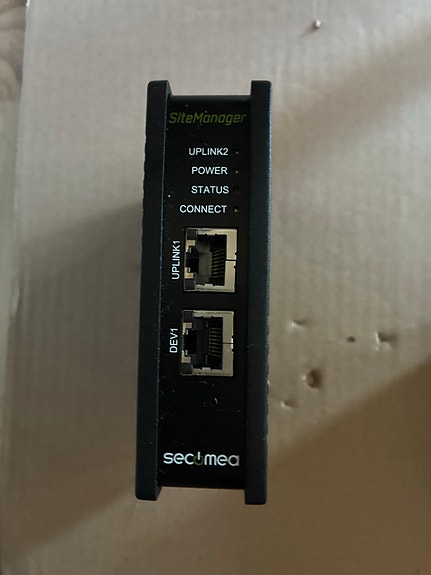 SiteManager
UPLINK2
POWER
STATUS
CONNECT
UPLINK1
DEV1
secomea